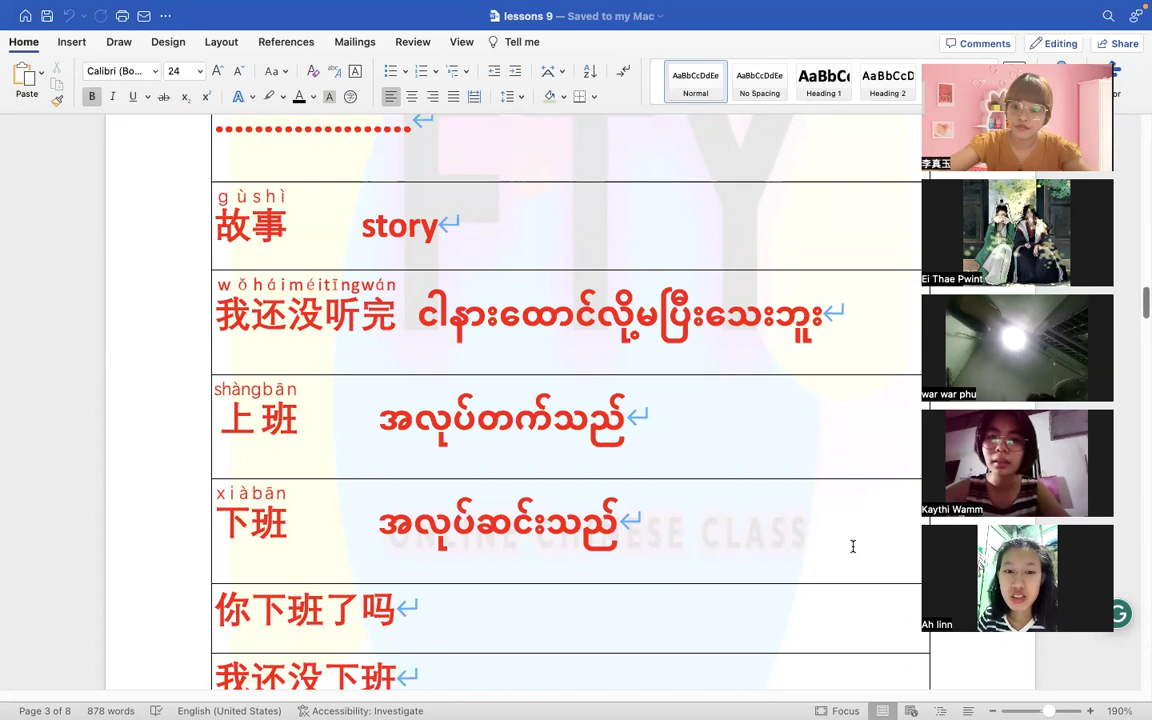 lessons 9 — Saved to my Mac
Home Insert Draw Design Layout References Mailings Review View Tell me
Comments Editing Share
Paste
Calibri (Bo... 24
AaBbCcDdEe AaBbCcDdEe AaBbC AaBbCcD
Normal No Spacing Heading 1 Heading 2
李真玉
gùshì
故事 story
Ei Thae Pwint
wǒháiméitīngwán
我还没听完 ငါနားထောင်လို့မပြီးသေးဘူး
war war phu
shàngbān
上班 အလုပ်တက်သည်
xiàbān
下班 အလုပ်ဆင်းသည်
Kaythi Wamm
ONLINE CHINESE CLASS
你下班了吗
Ah linn
我还没下班
Page 3 of 8 878 words English (United States) Accessibility: Investigate Focus 190%